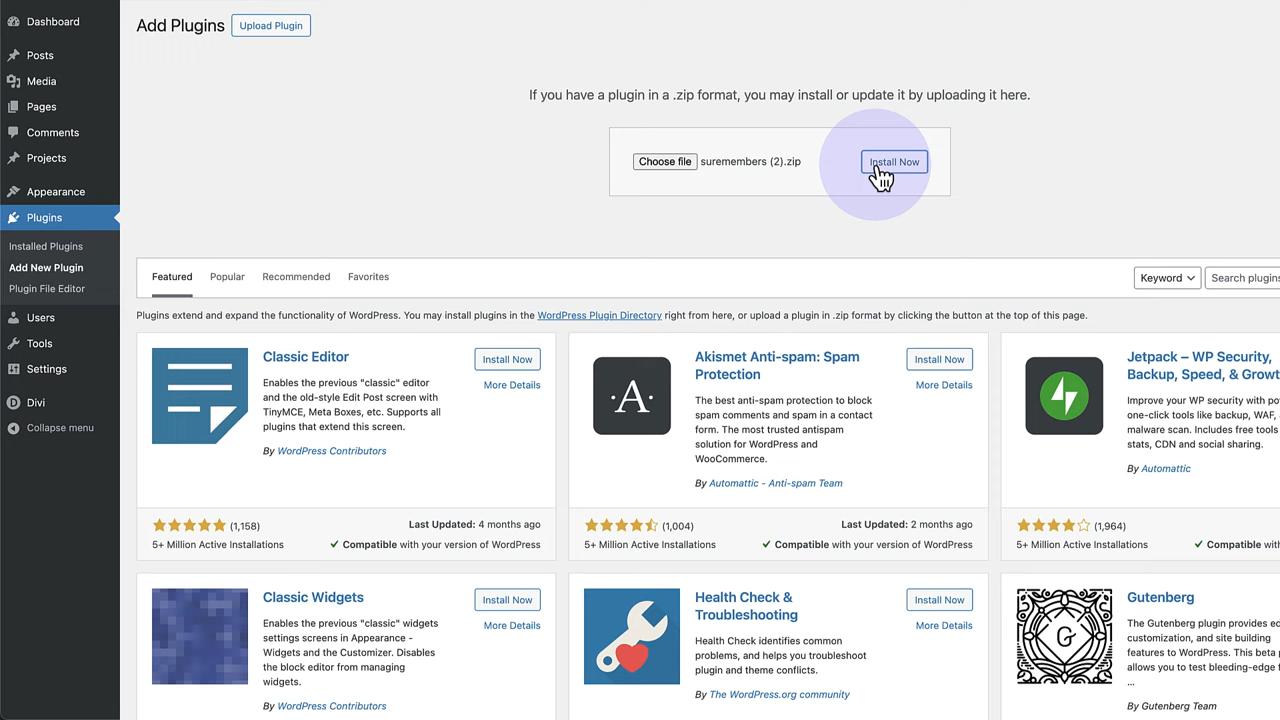 Dashboard
Posts
Media
Pages
Comments
Projects
Appearance
Plugins
Installed Plugins
Add New Plugin
Plugin File Editor
Users
Tools
Settings
Divi
Collapse menu
Add Plugins
Upload Plugin
If you have a plugin in a .zip format, you may install or update it by uploading it here.
Choose file suremembers (2).zip
Install Now
Featured Popular Recommended Favorites
Keyword
Search plugins
Plugins extend and expand the functionality of WordPress. You may install plugins in the WordPress Plugin Directory right from here, or upload a plugin in .zip format by clicking the button at the top of this page.
Classic Editor
Install Now
More Details
Enables the previous "classic" editor
and the old-style Edit Post screen with
TinyMCE, Meta Boxes, etc. Supports all
plugins that extend this screen.
By WordPress Contributors
(1,158)
Last Updated: 4 months ago
5+ Million Active Installations
Compatible with your version of WordPress
·A·
Akismet Anti-spam: Spam
Protection
Install Now
More Details
The best anti-spam protection to block
spam comments and spam in a contact
form. The most trusted antispam
solution for WordPress and
WooCommerce.
By Automattic - Anti-spam Team
(1,004)
Last Updated: 2 months ago
5+ Million Active Installations
Compatible with your version of WordPress
Jetpack – WP Security,
Backup, Speed, & Growt
Improve your WP security with po
one-click tools like backup, WAF,
malware scan. Includes free tools
stats, CDN and social sharing.
By Automattic
(1,964)
5+ Million Active Installations
Compatible with
Classic Widgets
Install Now
More Details
Enables the previous "classic" widgets
settings screens in Appearance -
Widgets and the Customizer. Disables
the block editor from managing
widgets.
By WordPress Contributors
Health Check &
Troubleshooting
Install Now
More Details
Health Check identifies common
problems, and helps you troubleshoot
plugin and theme conflicts.
By The WordPress.org community
G
Gutenberg
The Gutenberg plugin provides ed
customization, and site building
features to WordPress. This beta p
allows you to test bleeding-edge f
...
By Gutenberg Team